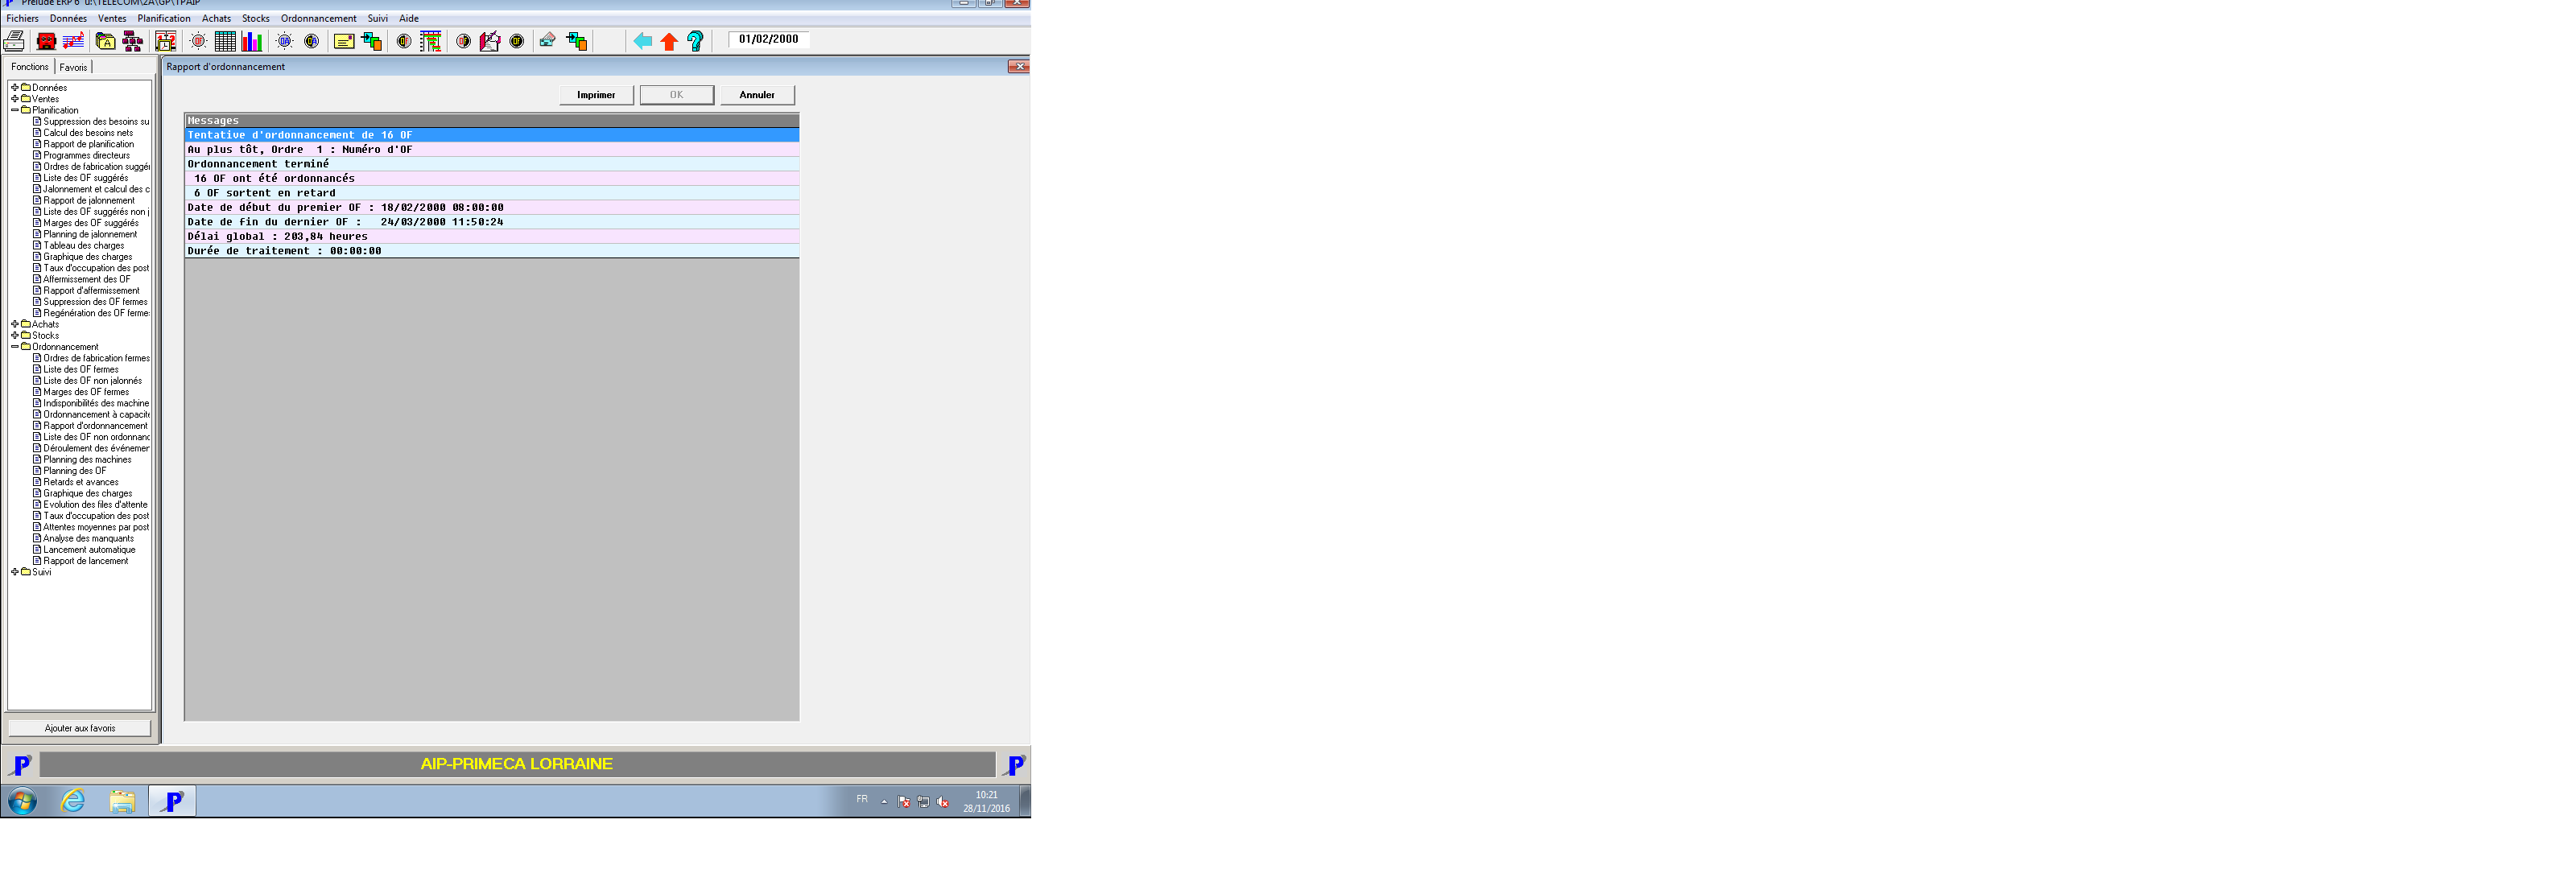 Prélude ERP 6 u:\TELECOM\2A\GP\TPAIP
Fichiers Données Ventes Planification Achats Stocks Ordonnancement Suivi Aide
01/02/2000
Fonctions Favoris
Rapport d'ordonnancement
Imprimer OK Annuler
Données
Ventes
Planification
Suppression des besoins su
Calcul des besoins nets
Rapport de planification
Programmes directeurs
Ordres de fabrication suggér
Liste des OF suggérés
Jalonnement et calcul des c
Rapport de jalonnement
Liste des OF suggérés non j
Marges des OF suggérés
Planning de jalonnement
Tableau des charges
Graphique des charges
Taux d'occupation des post
Affermissement des OF
Rapport d'affermissement
Suppression des OF fermes
Regénération des OF fermes
Achats
Stocks
Ordonnancement
Ordres de fabrication fermes
Liste des OF fermes
Liste des OF non jalonnés
Marges des OF fermes
Indisponibilités des machine
Ordonnancement à capacité
Rapport d'ordonnancement
Liste des OF non ordonnanc
Déroulement des événemen
Planning des machines
Planning des OF
Retards et avances
Graphique des charges
Evolution des files d'attente
Taux d'occupation des post
Attentes moyennes par post
Analyse des manquants
Lancement automatique
Rapport de lancement
Suivi
Ajouter aux favoris
Messages
Tentative d'ordonnancement de 16 OF
Au plus tôt, Ordre 1 : Numéro d'OF
Ordonnancement terminé
16 OF ont été ordonnancés
6 OF sortent en retard
Date de début du premier OF : 18/02/2000 08:00:00
Date de fin du dernier OF : 24/03/2000 11:50:24
Délai global : 203,84 heures
Durée de traitement : 00:00:00
AIP-PRIMECA LORRAINE
FR
10:21
28/11/2016